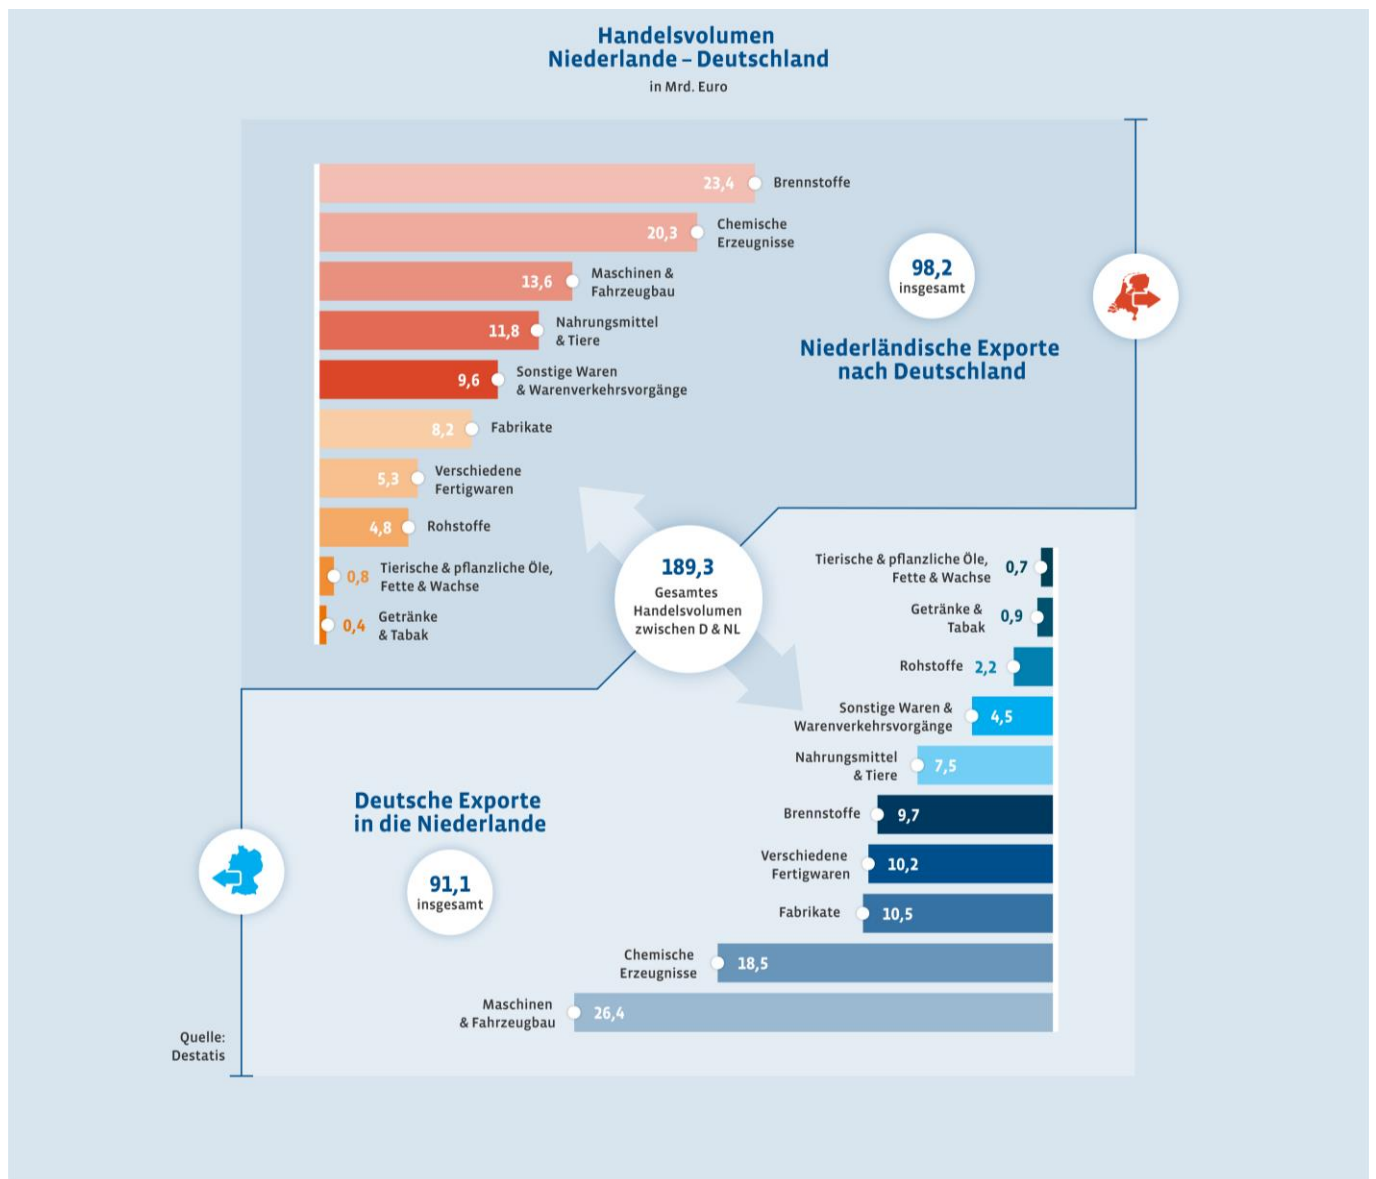 Handelsvolumen
Niederlande – Deutschland
in Mrd. Euro
23,4 Brennstoffe
20,3 Chemische
Erzeugnisse
13,6 Maschinen &
Fahrzeugbau
11,8 Nahrungsmittel
& Tiere
9,6 Sonstige Waren
& Warenverkehrsvorgänge
8,2 Fabrikate
5,3 Verschiedene
Fertigwaren
4,8 Rohstoffe
0,8 Tierische & pflanzliche Öle,
Fette & Wachse
0,4 Getränke
& Tabak
98,2
insgesamt
Niederländische Exporte
nach Deutschland
189,3
Gesamtes
Handelsvolumen
zwischen D & NL
Tierische & pflanzliche Öle,
Fette & Wachse 0,7
Getränke &
Tabak 0,9
Rohstoffe 2,2
Sonstige Waren &
Warenverkehrsvorgänge 4,5
Nahrungsmittel
& Tiere 7,5
Brennstoffe 9,7
Verschiedene
Fertigwaren 10,2
Fabrikate 10,5
Chemische
Erzeugnisse 18,5
Maschinen
& Fahrzeugbau 26,4
Deutsche Exporte
in die Niederlande
91,1
insgesamt
Quelle:
Destatis